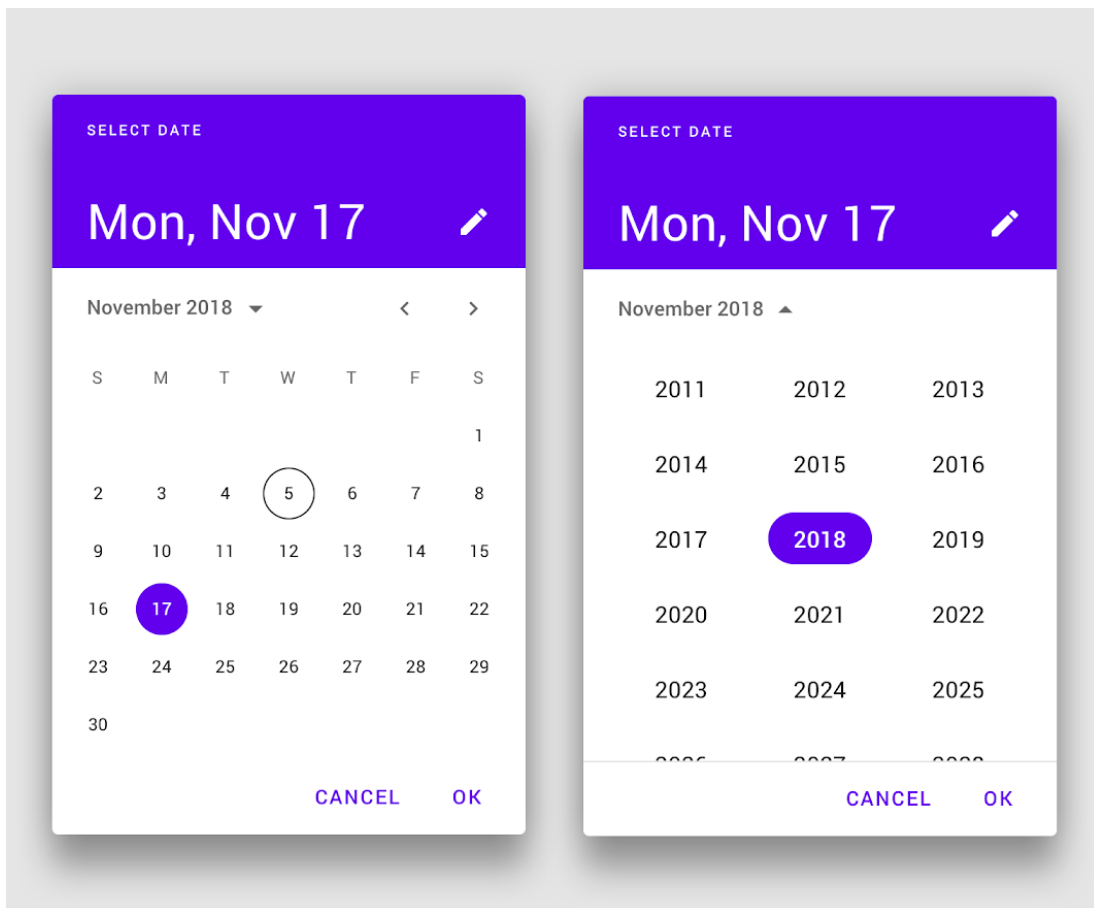 SELECT DATE
Mon, Nov 17
November 2018
S M T W T F S
1
2 3 4 5 6 7 8
9 10 11 12 13 14 15
16 17 18 19 20 21 22
23 24 25 26 27 28 29
30
CANCEL OK
SELECT DATE
Mon, Nov 17
November 2018
2011 2012 2013
2014 2015 2016
2017 2018 2019
2020 2021 2022
2023 2024 2025
CANCEL OK